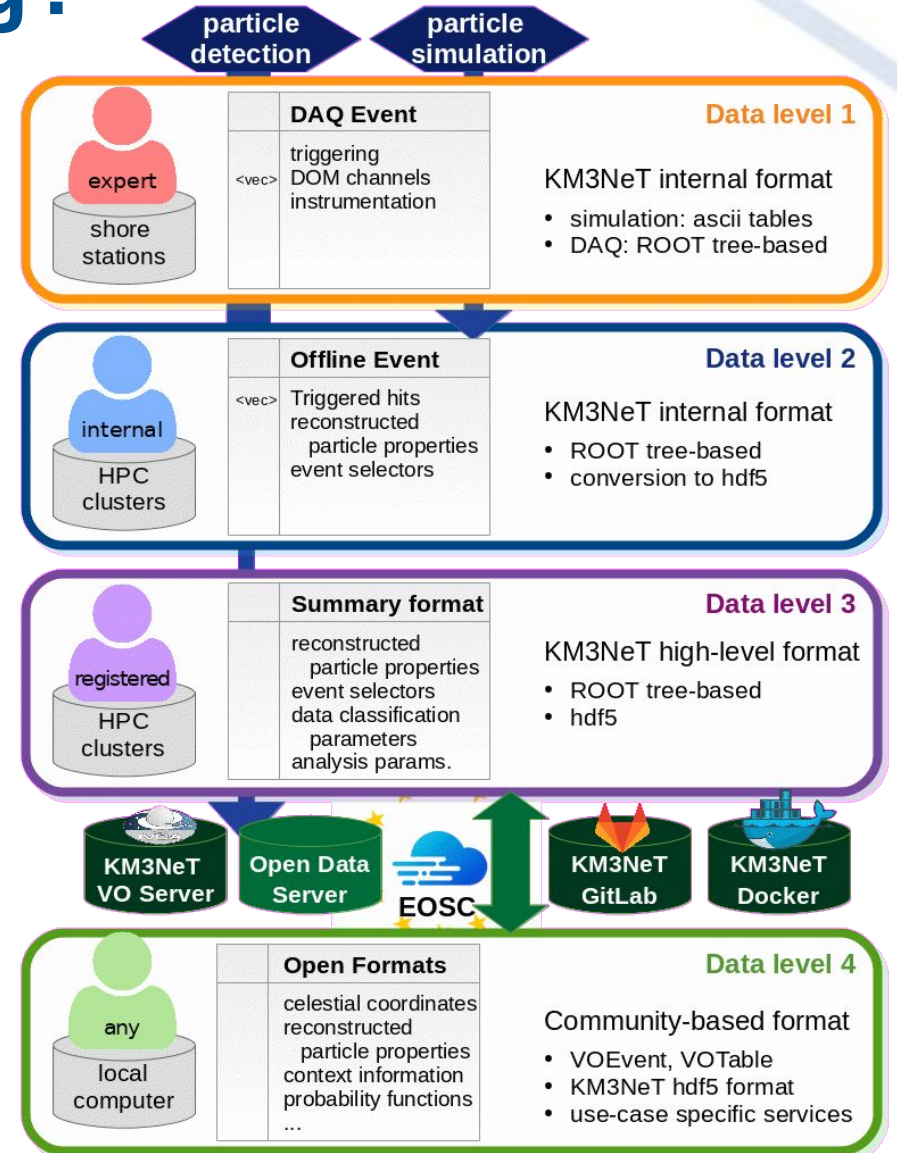 g?
particle
detection
particle
simulation
expert
shore
stations
DAQ Event
<vec>
triggering
DOM channels
instrumentation
Data level 1
KM3NeT internal format
• simulation: ascii tables
• DAQ: ROOT tree-based
internal
HPC
clusters
Offline Event
<vec>
Triggered hits
reconstructed
particle properties
event selectors
Data level 2
KM3NeT internal format
• ROOT tree-based
• conversion to hdf5
registered
HPC
clusters
Summary format
reconstructed
particle properties
event selectors
data classification
parameters
analysis params.
Data level 3
KM3NeT high-level format
• ROOT tree-based
• hdf5
KM3NeT
VO Server
Open Data
Server
EOSC
KM3NeT
GitLab
KM3NeT
Docker
any
local
computer
Open Formats
celestial coordinates
reconstructed
particle properties
context information
probability functions
...
Data level 4
Community-based format
• VOEvent, VOTable
• KM3NeT hdf5 format
• use-case specific services